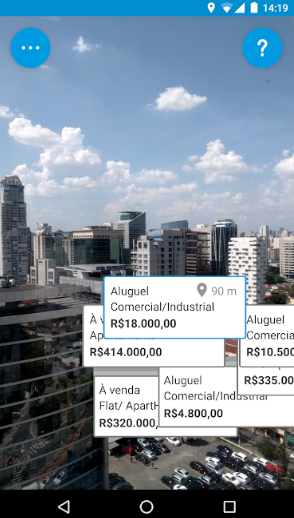 14:19
...
?
Aluguel
90 m
Comercial/Industrial
R$18.000,00
À v
Apa
R$414.000,00
Aluguel
Comercia
R$10.500
R$335.00
À venda
Flat/ ApartH
R$320.000,
Aluguel
Comercial/Industrial
R$4.800,00